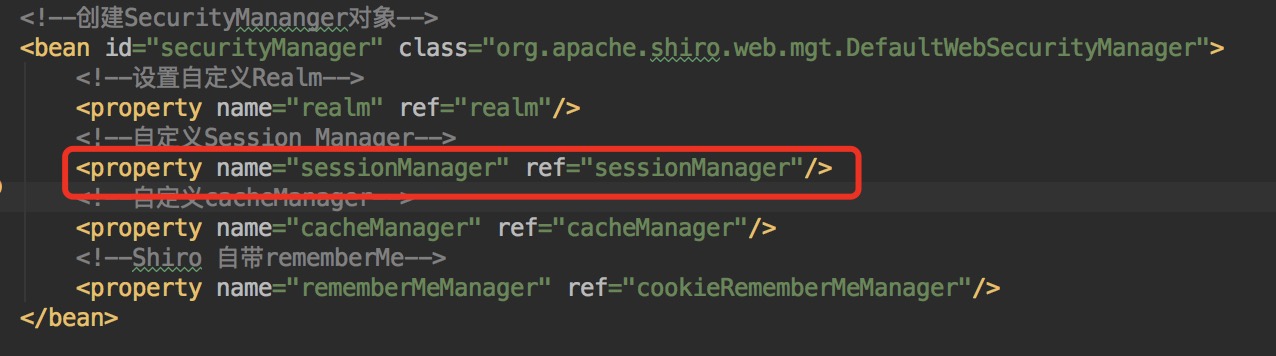 <!--创建SecurityMananger对象-->
<bean id="securityManager" class="org.apache.shiro.web.mgt.DefaultWebSecurityManager">
<!--设置自定义Realm-->
<property name="realm" ref="realm"/>
<!--自定义Session Manager-->
<property name="sessionManager" ref="sessionManager"/>
<!--自定义cacheManager-->
<property name="cacheManager" ref="cacheManager"/>
<!--Shiro 自带rememberMe-->
<property name="rememberMeManager" ref="cookieRememberMeManager"/>
</bean>